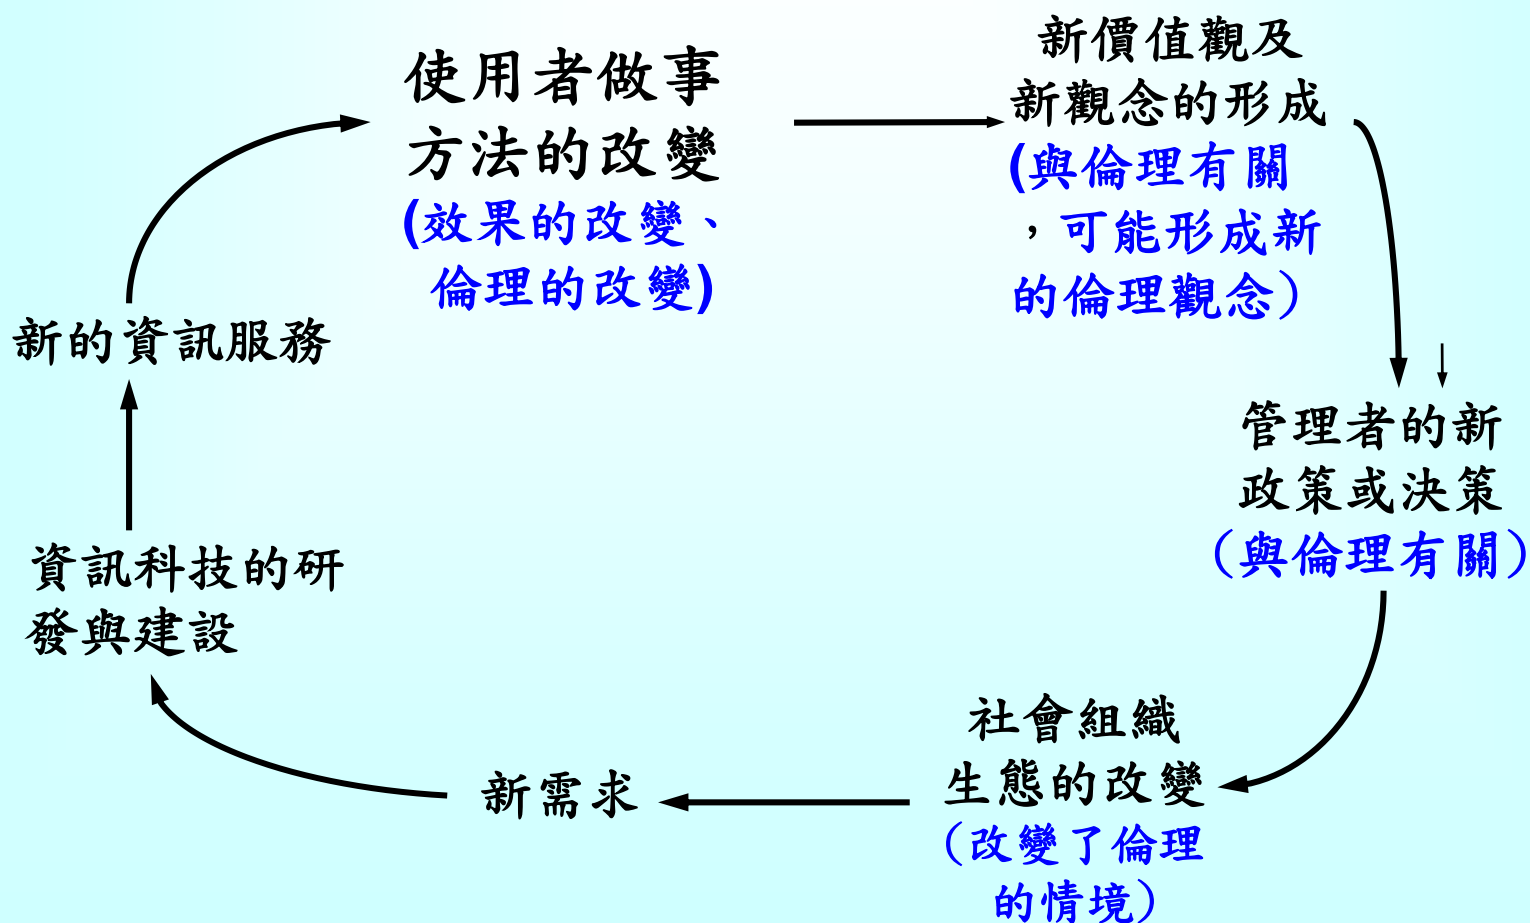 使用者做事
方法的改變
(效果的改變、
倫理的改變)
新價值觀及
新觀念的形成
(與倫理有關
，可能形成新
的倫理觀念）
管理者的新
政策或決策
（與倫理有關）
社會組織
生態的改變
（改變了倫理
的情境）
新需求
資訊科技的研
發與建設
新的資訊服務